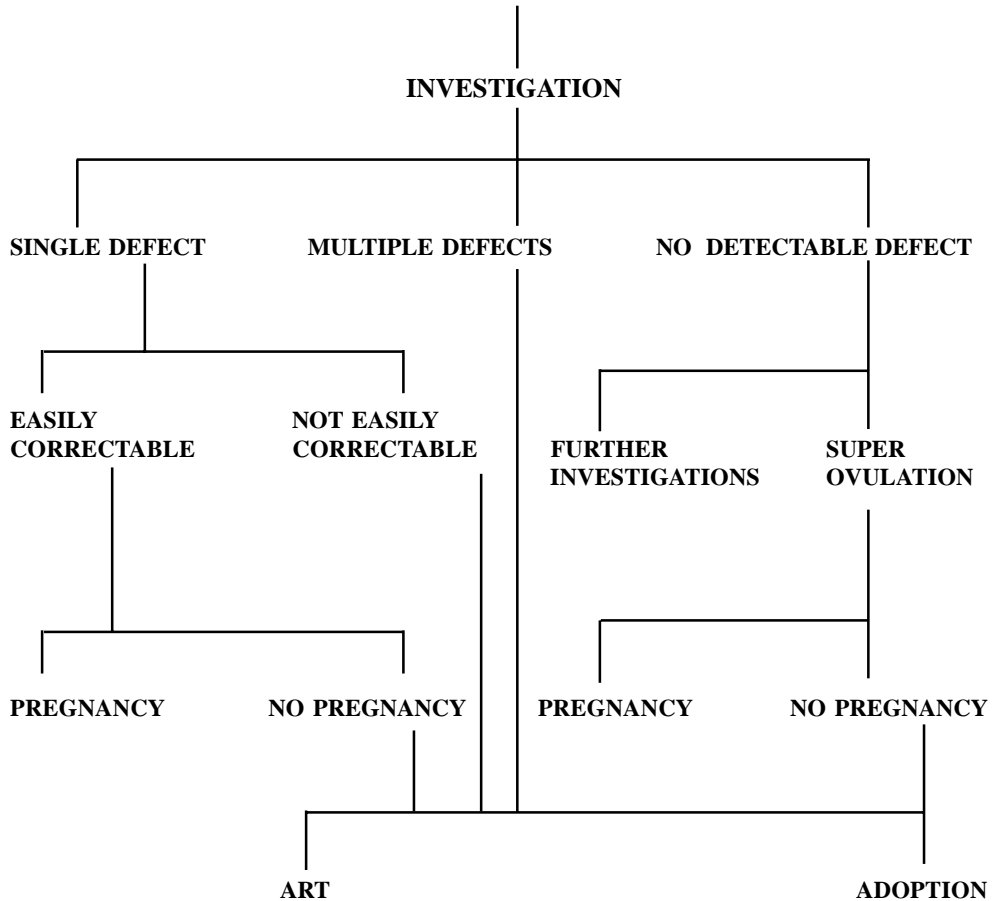 INVESTIGATION
SINGLE DEFECT
MULTIPLE DEFECTS
NO DETECTABLE DEFECT
EASILY
CORRECTABLE
NOT EASILY
CORRECTABLE
FURTHER
INVESTIGATIONS
SUPER
OVULATION
PREGNANCY
NO PREGNANCY
PREGNANCY
NO PREGNANCY
ART
ADOPTION